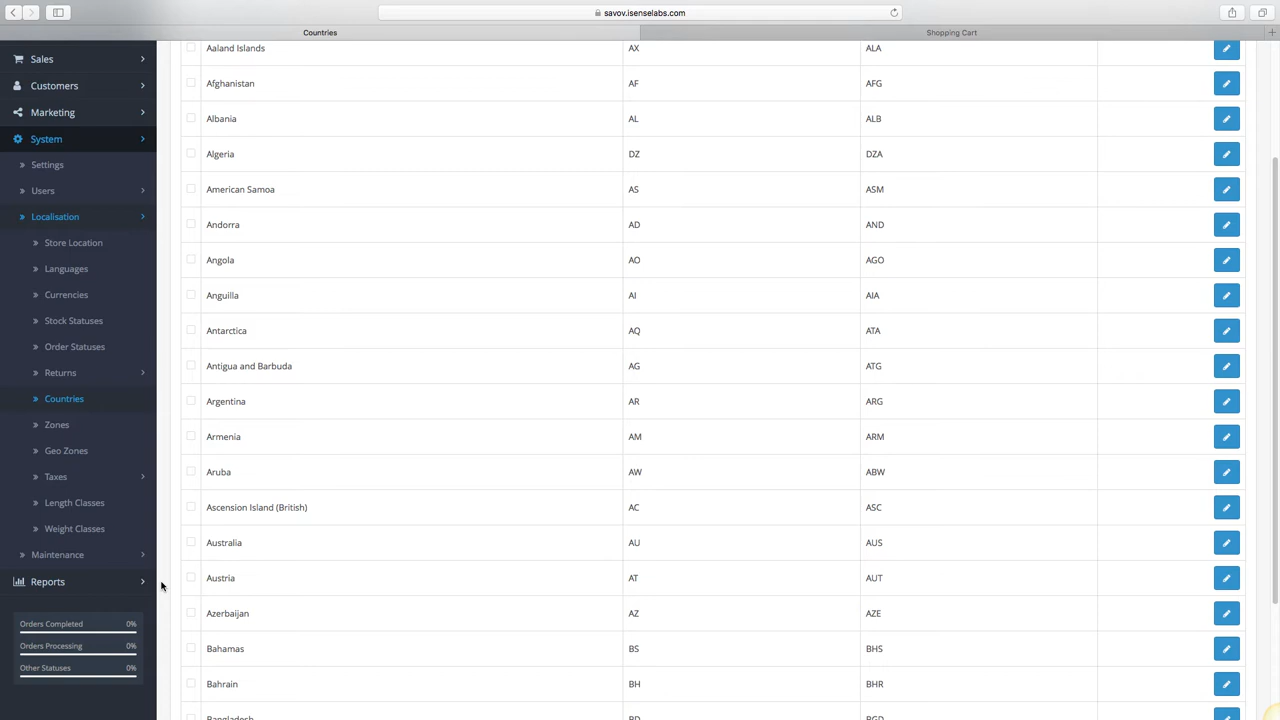 savov.isenselabs.com
Countries
Shopping Cart
Sales
Customers
Marketing
System
Settings
Users
Localisation
Store Location
Languages
Currencies
Stock Statuses
Order Statuses
Returns
Countries
Zones
Geo Zones
Taxes
Length Classes
Weight Classes
Maintenance
Reports
Orders Completed 0%
Orders Processing 0%
Other Statuses 0%
Aaland Islands AX ALA
Afghanistan AF AFG
Albania AL ALB
Algeria DZ DZA
American Samoa AS ASM
Andorra AD AND
Angola AO AGO
Anguilla AI AIA
Antarctica AQ ATA
Antigua and Barbuda AG ATG
Argentina AR ARG
Armenia AM ARM
Aruba AW ABW
Ascension Island (British) AC ASC
Australia AU AUS
Austria AT AUT
Azerbaijan AZ AZE
Bahamas BS BHS
Bahrain BH BHR
Bangladesh BD BGD